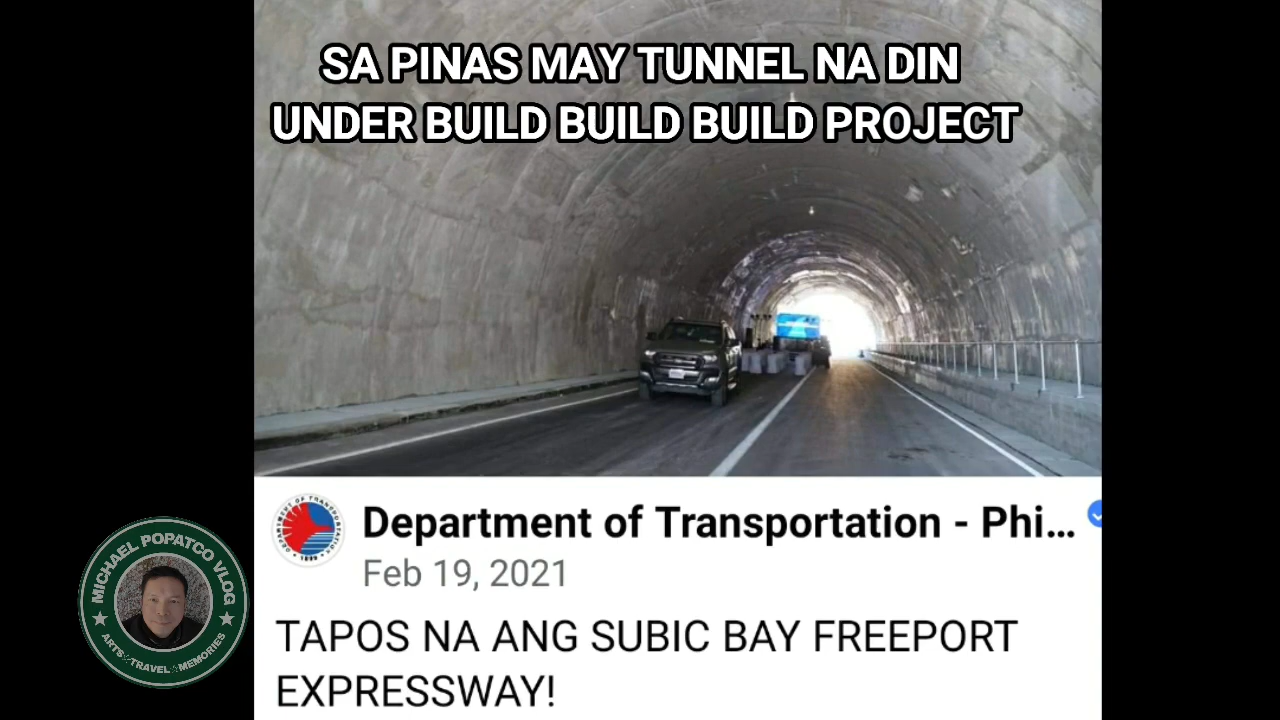 SA PINAS MAY TUNNEL NA DIN
UNDER BUILD BUILD BUILD PROJECT
Department of Transportation - Phi...
Feb 19, 2021
TAPOS NA ANG SUBIC BAY FREEPORT
EXPRESSWAY!
MICHAEL POPATCO VLOG
ARTS TRAVEL MEMORIES